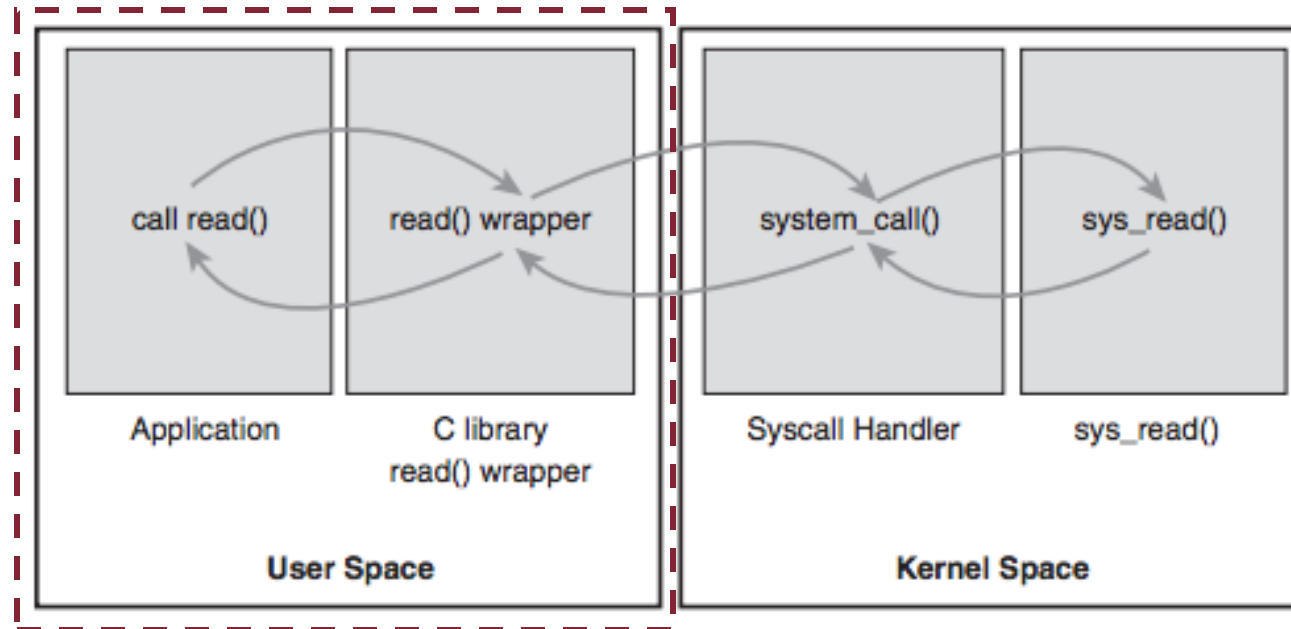 call read()
read() wrapper
system_call()
sys_read()
Application
C library
read() wrapper
Syscall Handler
sys_read()
User Space
Kernel Space